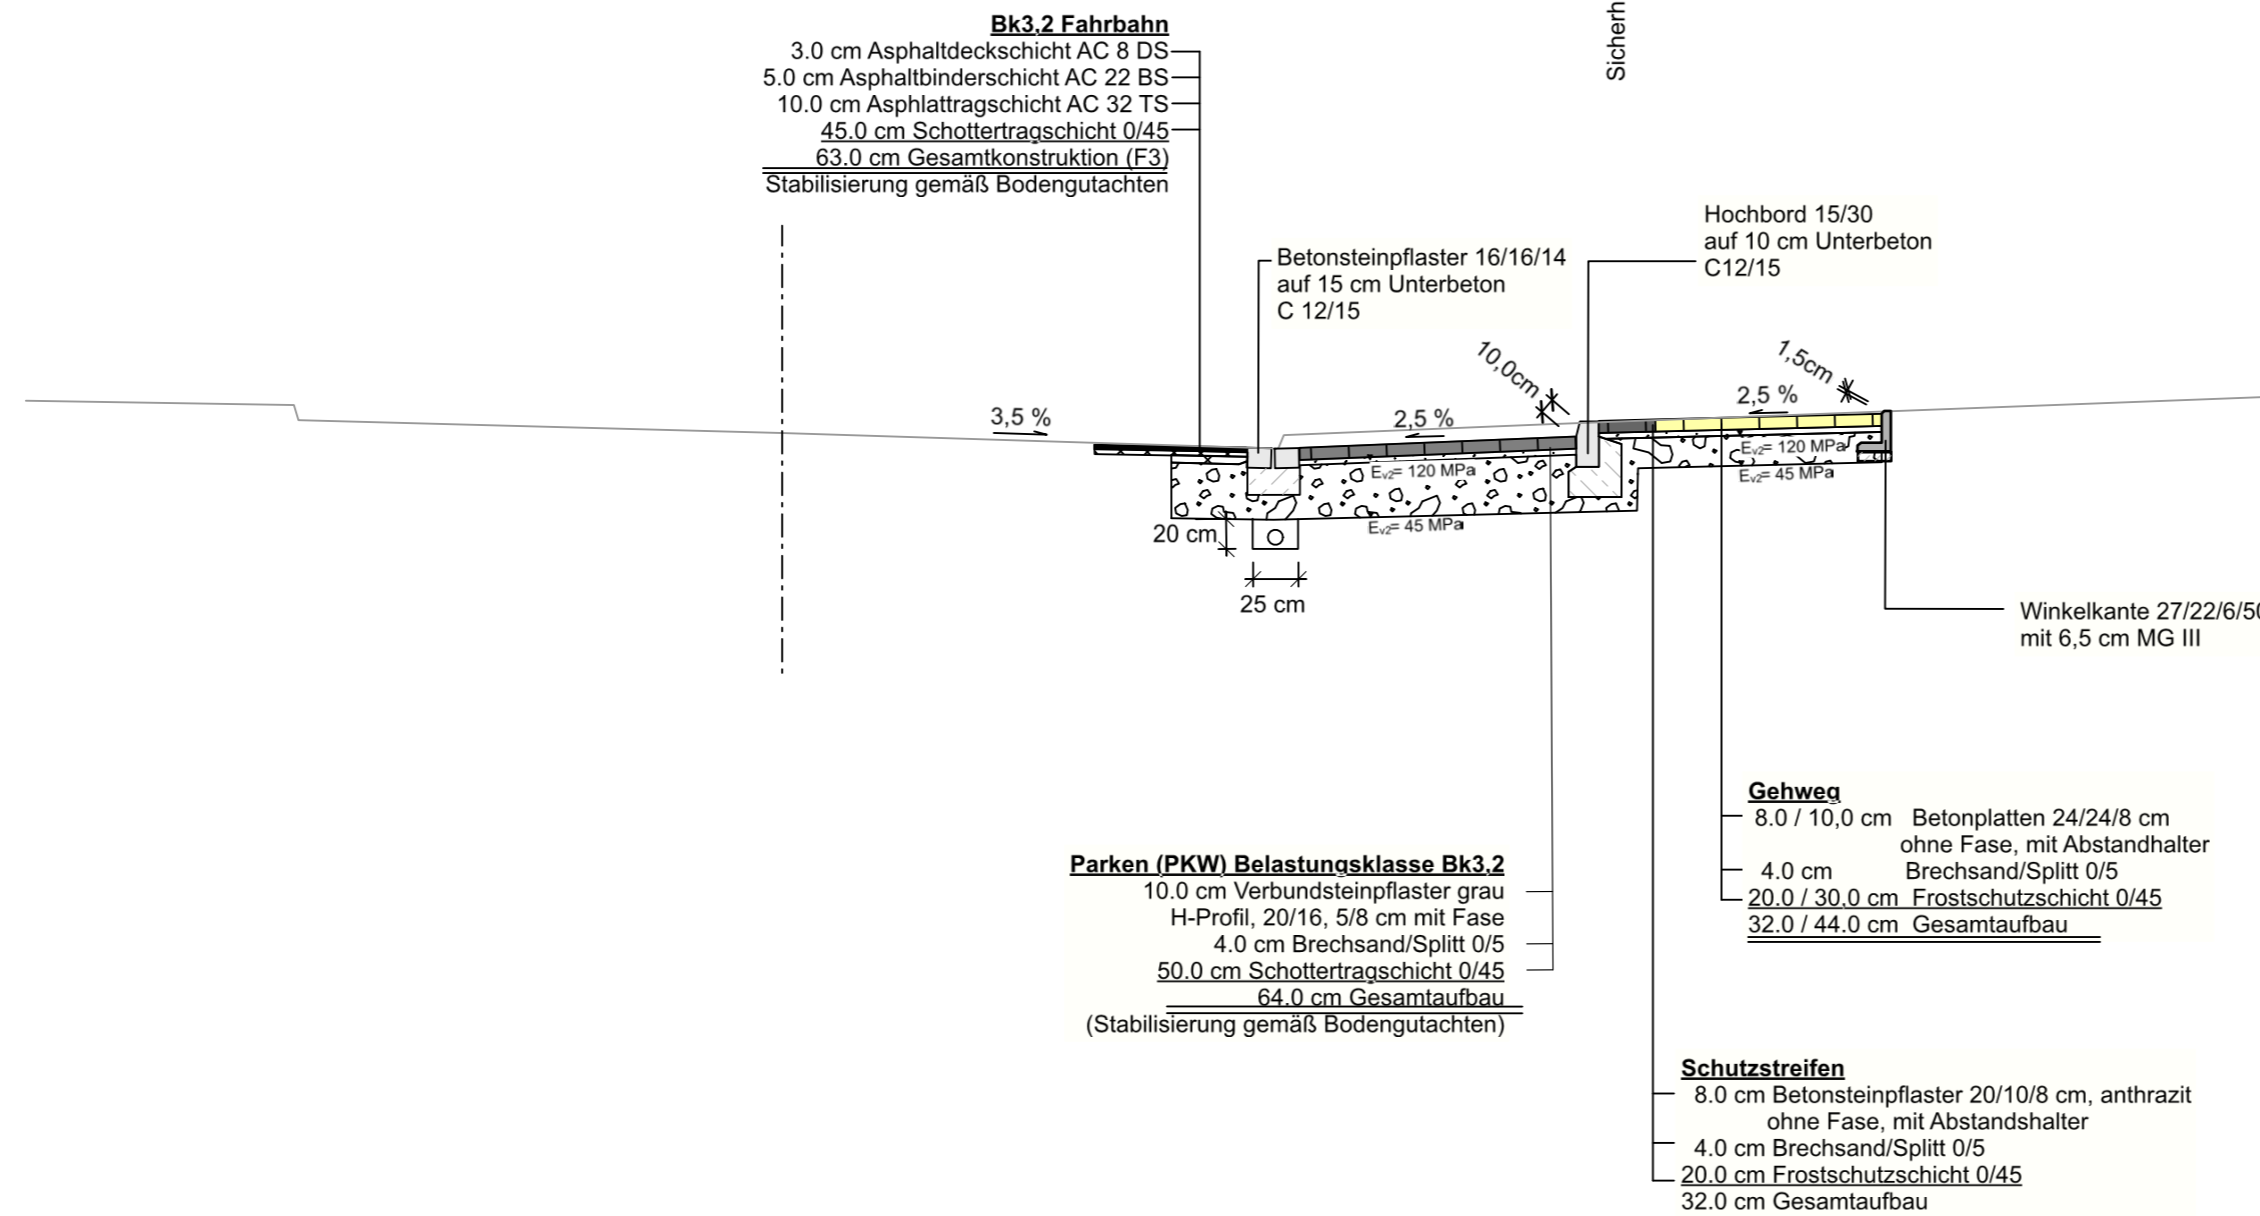 Bk3,2 Fahrbahn
3.0 cm Asphaltdeckschicht AC 8 DS
5.0 cm Asphaltbinderschicht AC 22 BS
10.0 cm Asphlattragschicht AC 32 TS
45.0 cm Schottertragschicht 0/45
63.0 cm Gesamtkonstruktion (F3)
Stabilisierung gemäß Bodengutachten
Sicherh
Hochbord 15/30
auf 10 cm Unterbeton
C12/15
Betonsteinpflaster 16/16/14
auf 15 cm Unterbeton
C 12/15
10,0cm
1,5cm
3,5 %
2,5 %
2,5 %
Ev2= 120 MPa
Ev2= 45 MPa
Ev2= 120 MPa
Ev2= 45 MPa
20 cm
25 cm
Winkelkante 27/22/6/50
mit 6,5 cm MG III
Gehweg
8.0 / 10,0 cm Betonplatten 24/24/8 cm
ohne Fase, mit Abstandhalter
4.0 cm Brechsand/Splitt 0/5
20.0 / 30,0 cm Frostschutzschicht 0/45
32.0 / 44.0 cm Gesamtaufbau
Parken (PKW) Belastungsklasse Bk3,2
10.0 cm Verbundsteinpflaster grau
H-Profil, 20/16, 5/8 cm mit Fase
4.0 cm Brechsand/Splitt 0/5
50.0 cm Schottertragschicht 0/45
64.0 cm Gesamtaufbau
(Stabilisierung gemäß Bodengutachten)
Schutzstreifen
8.0 cm Betonsteinpflaster 20/10/8 cm, anthrazit
ohne Fase, mit Abstandshalter
4.0 cm Brechsand/Splitt 0/5
20.0 cm Frostschutzschicht 0/45
32.0 cm Gesamtaufbau